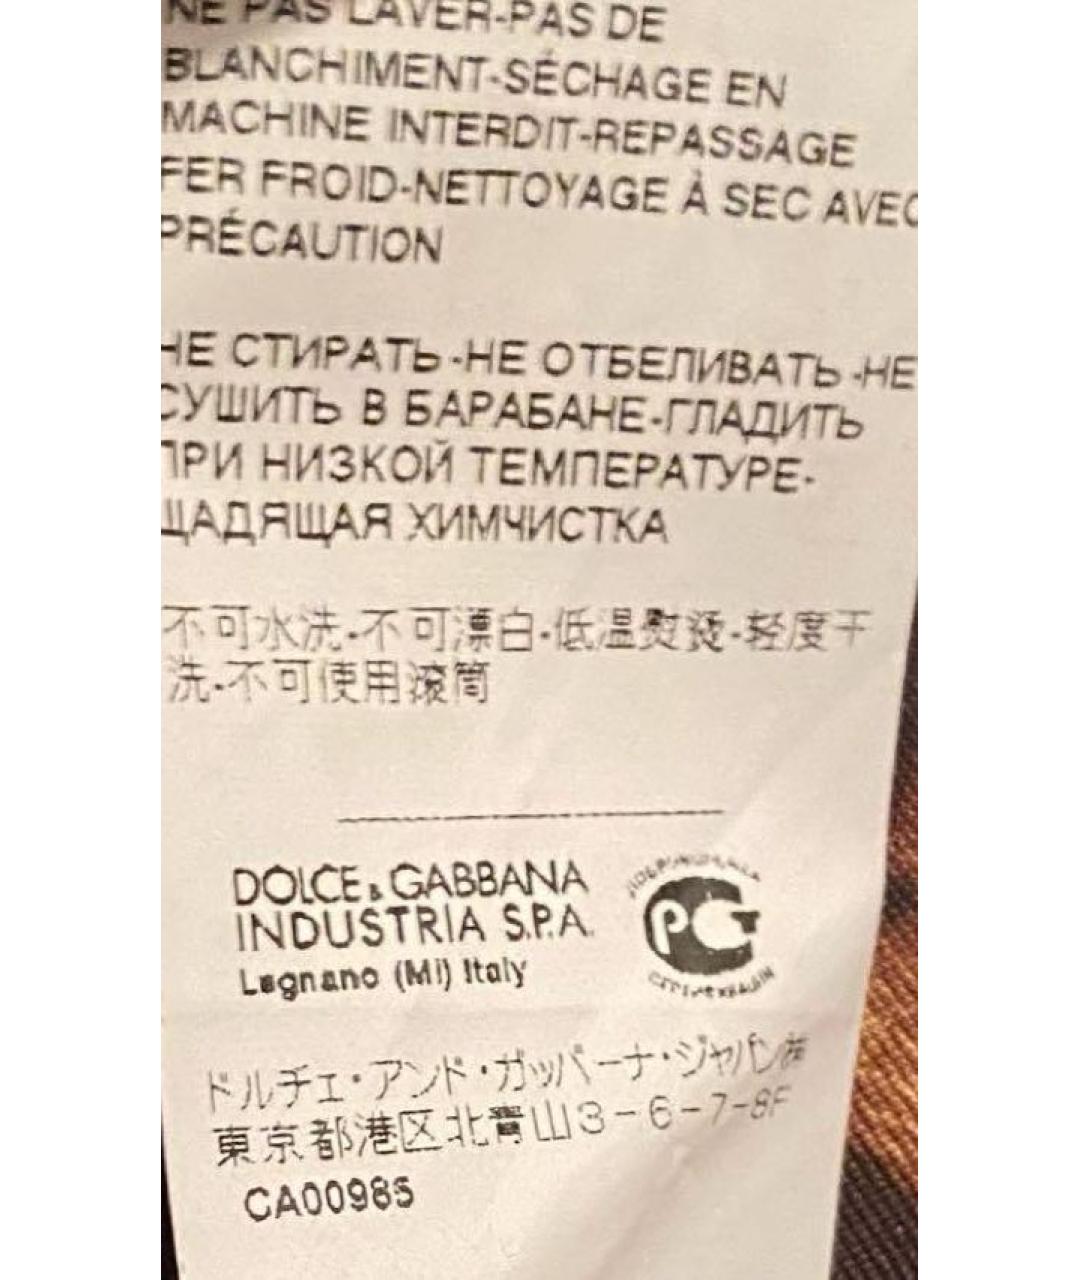 NE PAS LAVER-PAS DE
BLANCHIMENT-SÉCHAGE EN
MACHINE INTERDIT-REPASSAGE
FER FROID-NETTOYAGE À SEC AVEC
PRÉCAUTION
НЕ СТИРАТЬ-НЕ ОТБЕЛИВАТЬ-НЕ
СУШИТЬ В БАРАБАНЕ-ГЛАДИТЬ
ПРИ НИЗКОЙ ТЕМПЕРАТУРЕ-
ЩАДЯЩАЯ ХИМЧИСТКА
不可水洗-不可漂白-低温熨烫-轻度干
洗-不可使用滚筒
DOLCE & GABBANA
INDUSTRIA S.P.A.
Legnano (Mi) Italy
РСТ
ドルチェ・アンド・ガッバーナ・ジャパン㈱
東京都港区北青山3-6-7-8F
CA00985